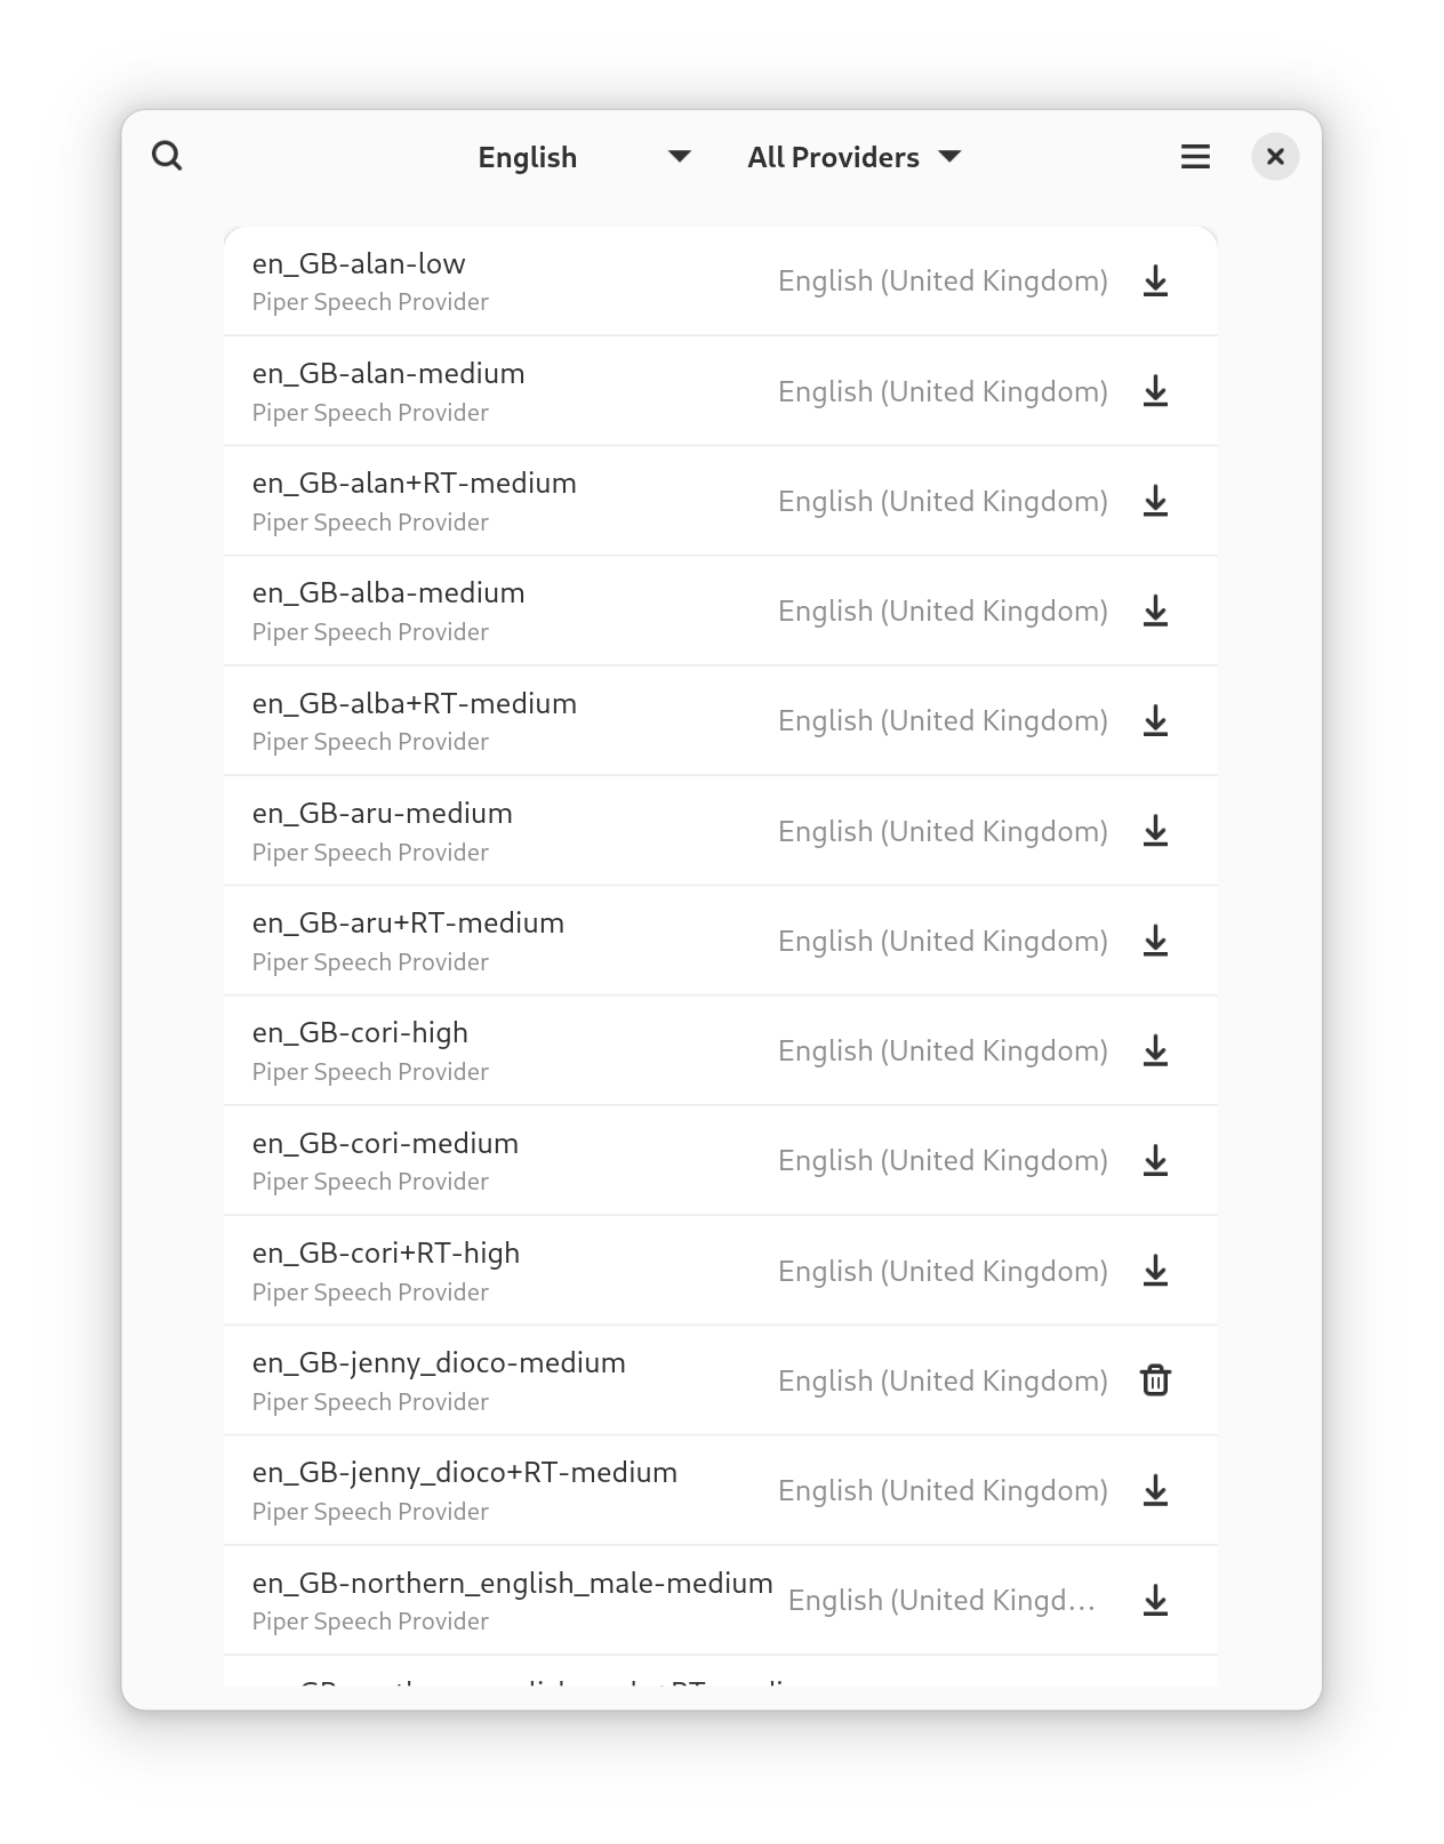 English
All Providers
en_GB-alan-low
Piper Speech Provider
English (United Kingdom)
en_GB-alan-medium
Piper Speech Provider
English (United Kingdom)
en_GB-alan+RT-medium
Piper Speech Provider
English (United Kingdom)
en_GB-alba-medium
Piper Speech Provider
English (United Kingdom)
en_GB-alba+RT-medium
Piper Speech Provider
English (United Kingdom)
en_GB-aru-medium
Piper Speech Provider
English (United Kingdom)
en_GB-aru+RT-medium
Piper Speech Provider
English (United Kingdom)
en_GB-cori-high
Piper Speech Provider
English (United Kingdom)
en_GB-cori-medium
Piper Speech Provider
English (United Kingdom)
en_GB-cori+RT-high
Piper Speech Provider
English (United Kingdom)
en_GB-jenny_dioco-medium
Piper Speech Provider
English (United Kingdom)
en_GB-jenny_dioco+RT-medium
Piper Speech Provider
English (United Kingdom)
en_GB-northern_english_male-medium
Piper Speech Provider
English (United Kingd…